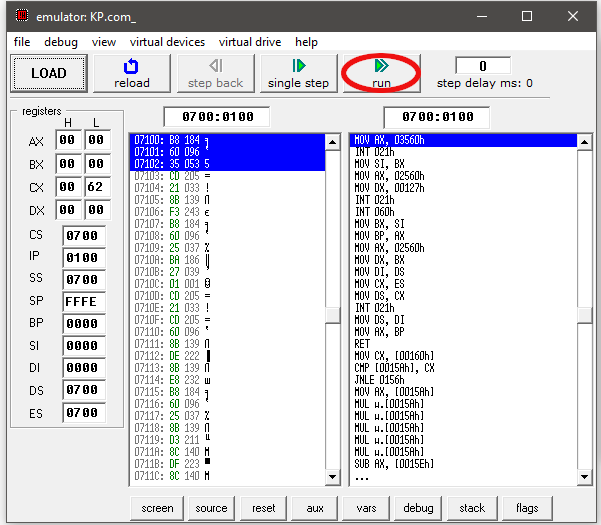 emulator: KP.com_
file debug view virtual devices virtual drive help
LOAD reload step back single step run 0
step delay ms: 0
registers
H L
AX 00 00
BX 00 00
CX 00 62
DX 00 00
CS 0700
IP 0100
SS 0700
SP FFFE
BP 0000
SI 0000
DI 0000
DS 0700
ES 0700
0700:0100
07100: B8 184 ╕
07101: 60 096 `
07102: 35 053 5
07103: CD 205 =
07104: 21 033 !
07105: 8B 139 Л
07106: F3 243 є
07107: B8 184 ╕
07108: 60 096 `
07109: 25 037 %
0710A: BA 186 ║
0710B: 27 039 '
0710C: 01 001 ☺
0710D: CD 205 =
0710E: 21 033 !
0710F: CD 205 =
07110: 60 096 `
07111: 8B 139 Л
07112: DE 222 ▐
07113: 8B 139 Л
07114: E8 232 ш
07115: B8 184 ╕
07116: 60 096 `
07117: 25 037 %
07118: 8B 139 Л
07119: D3 211 ╙
0711A: 8C 140 М
0711B: DF 223 ▀
0711C: 8C 140 М
0700:0100
MOV AX, 03560h
INT 021h
MOV SI, BX
MOV AX, 02560h
MOV DX, 00127h
INT 021h
INT 060h
MOV BX, SI
MOV BP, AX
MOV AX, 02560h
MOV DX, BX
MOV DI, DS
MOV CX, ES
MOV DS, CX
INT 021h
MOV DS, DI
MOV AX, BP
RET
MOV CX, [00160h]
CMP [0015Ah], CX
JNLE 0156h
MOV AX, [0015Ah]
MUL w.[0015Ah]
MUL w.[0015Ah]
MUL w.[0015Ah]
MUL w.[0015Ah]
SUB AX, [0015Eh]
...
screen source reset aux vars debug stack flags